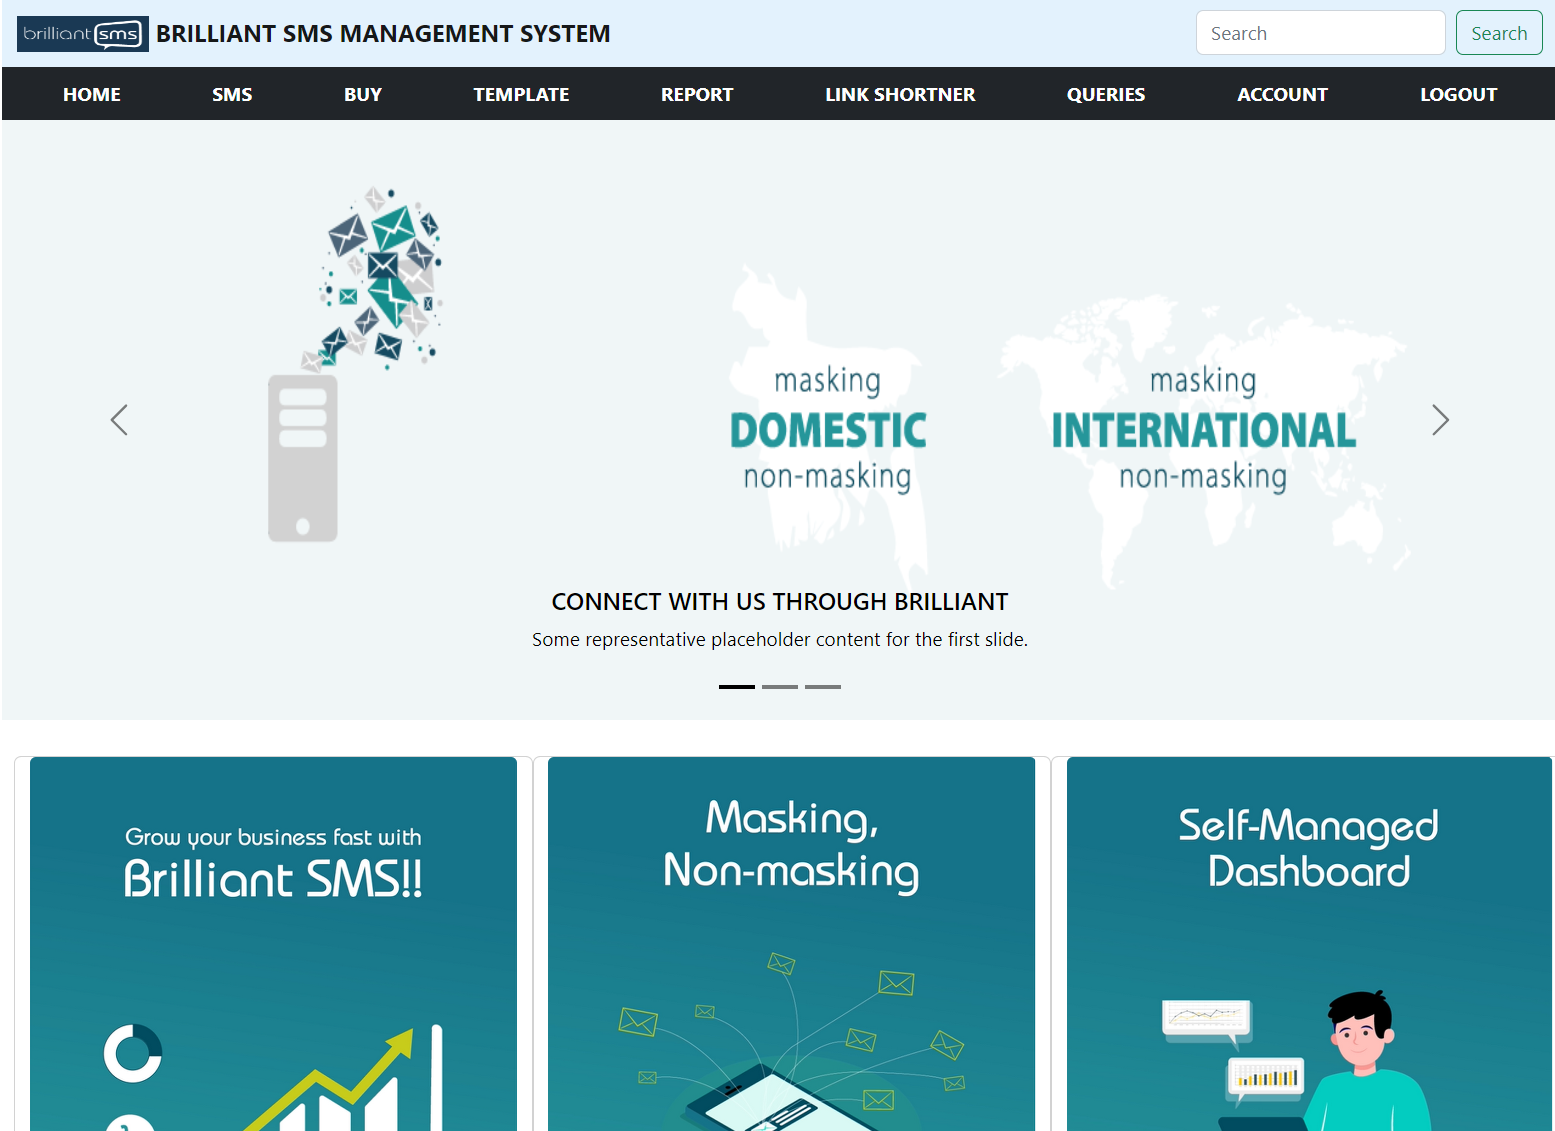 brilliant sms BRILLIANT SMS MANAGEMENT SYSTEM Search Search
HOME SMS BUY TEMPLATE REPORT LINK SHORTNER QUERIES ACCOUNT LOGOUT
masking
DOMESTIC
non-masking
masking
INTERNATIONAL
non-masking
CONNECT WITH US THROUGH BRILLIANT
Some representative placeholder content for the first slide.
Grow your business fast with
Brilliant SMS!!
Masking,
Non-masking
Self-Managed
Dashboard